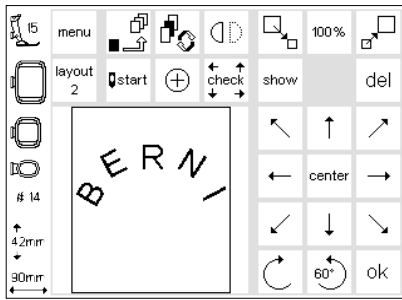 15
menu
100%
layout
2
start
check
show
del
BERNI
# 14
center
42mm
90mm
60°
ok